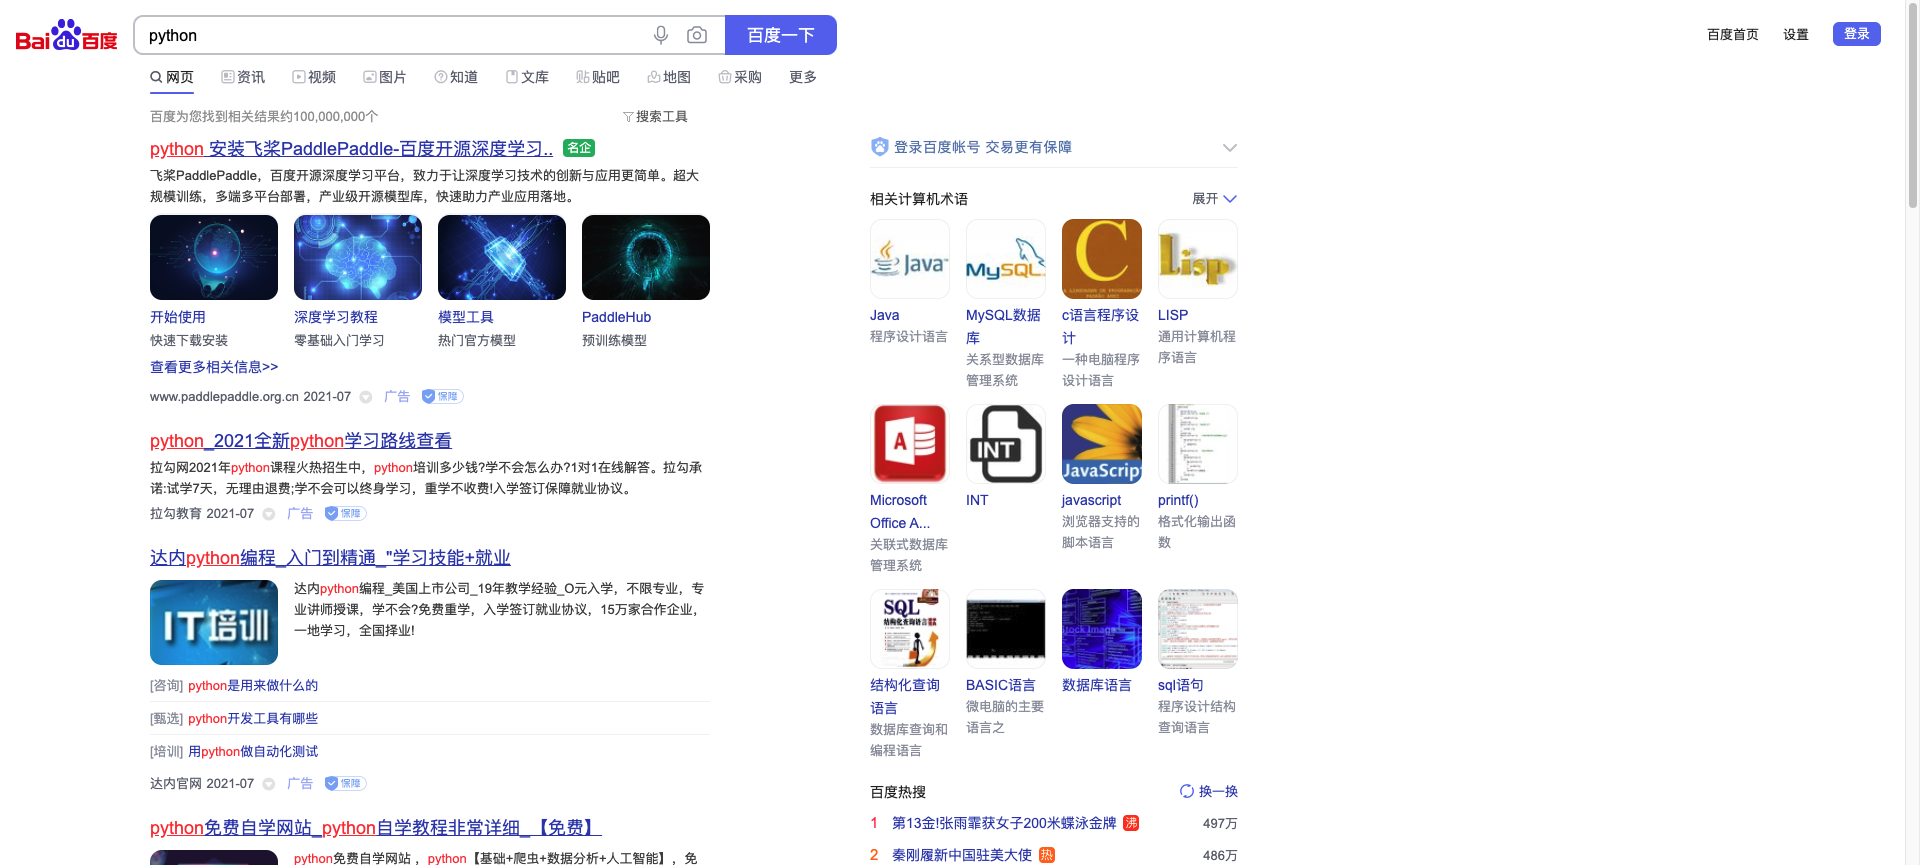 Bai du 百度
python
百度一下
百度首页 设置 登录
网页 资讯 视频 图片 知道 文库 贴吧 地图 采购 更多
百度为您找到相关结果约100,000,000个 搜索工具
python 安装飞桨PaddlePaddle-百度开源深度学习.. 名企
飞桨PaddlePaddle，百度开源深度学习平台，致力于让深度学习技术的创新与应用更简单。超大
规模训练，多端多平台部署，产业级开源模型库，快速助力产业应用落地。
开始使用 深度学习教程 模型工具 PaddleHub
快速下载安装 零基础入门学习 热门官方模型 预训练模型
查看更多相关信息>>
www.paddlepaddle.org.cn 2021-07 广告 保障
python_2021全新python学习路线查看
拉勾网2021年python课程火热招生中，python培训多少钱?学不会怎么办?1对1在线解答。拉勾承
诺:试学7天，无理由退费;学不会可以终身学习，重学不收费!入学签订保障就业协议。
拉勾教育 2021-07 广告 保障
达内python编程_入门到精通_"学习技能+就业
IT培训
达内python编程_美国上市公司_19年教学经验_O元入学，不限专业，专
业讲师授课，学不会?免费重学，入学签订就业协议，15万家合作企业，
一地学习，全国择业!
[咨询] python是用来做什么的
[甄选] python开发工具有哪些
[培训] 用python做自动化测试
达内官网 2021-07 广告 保障
python免费自学网站_python自学教程非常详细_【免费】
python免费自学网站 ，python【基础+爬虫+数据分析+人工智能】，免
登录百度帐号 交易更有保障
相关计算机术语 展开
Java MySQL C Lisp
Java MySQL数据 c语言程序设 LISP
库 计
程序设计语言 关系型数据库 一种电脑程序 通用计算机程
管理系统 设计语言 序语言
A INT JavaScript
Microsoft INT javascript printf()
Office A...
关联式数据库 浏览器支持的 格式化输出函
管理系统 脚本语言 数
SQL
结构化查询语言
结构化查询 BASIC语言 数据库语言 sql语句
语言
数据库查询和 微电脑的主要 程序设计结构
编程语言 语言之 查询语言
百度热搜 换一换
1 第13金!张雨霏获女子200米蝶泳金牌 沸 497万
2 秦刚履新中国驻美大使 热 486万